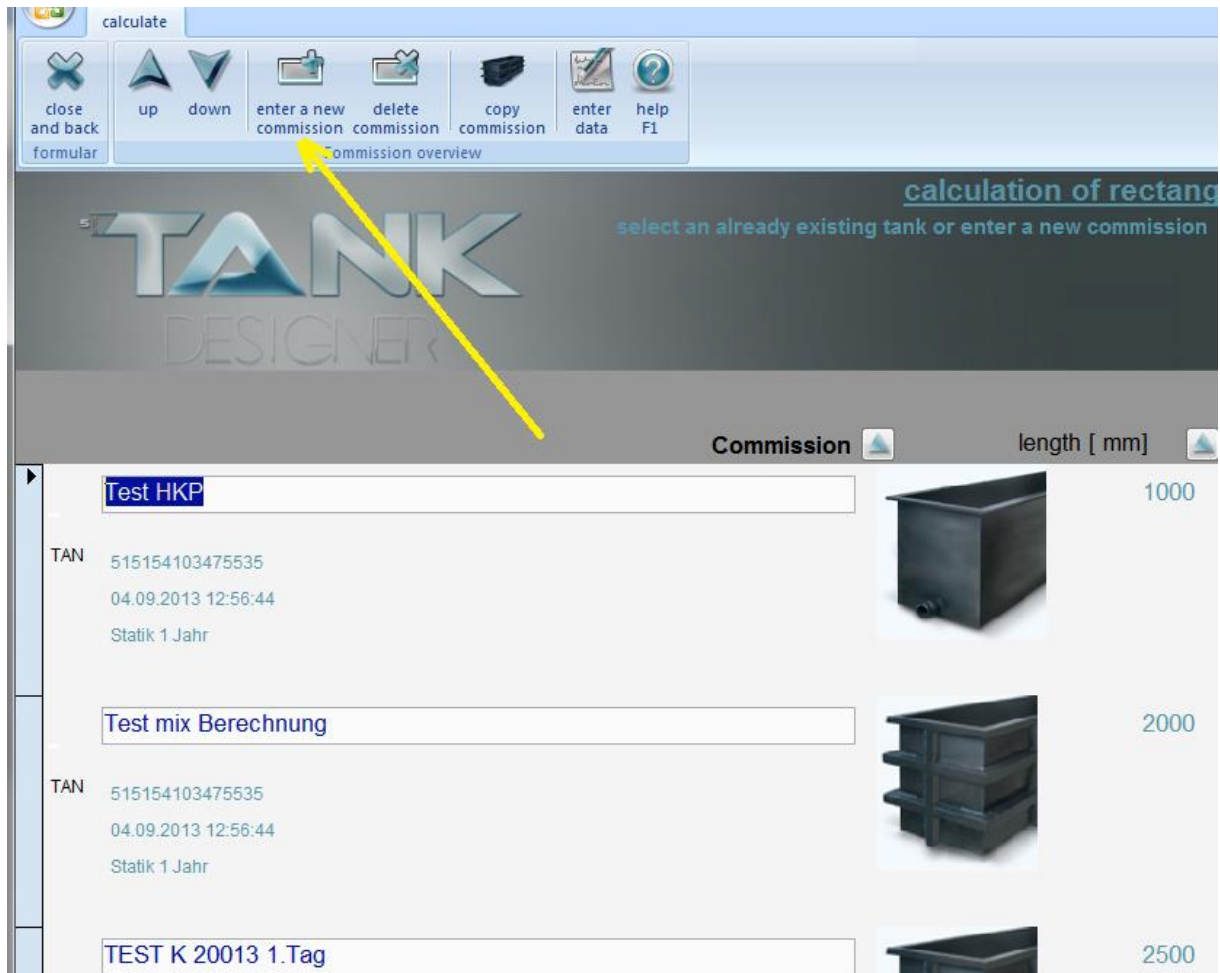 calculate
close and back
up
down
enter a new commission
delete commission
copy commission
enter data
help F1
formular
Commission overview
TANK
DESIGNER
calculation of rectang
select an already existing tank or enter a new commission
Commission
length [ mm]
Test HKP
1000
TAN
515154103475535
04.09.2013 12:56:44
Statik 1 Jahr
Test mix Berechnung
2000
TAN
515154103475535
04.09.2013 12:56:44
Statik 1 Jahr
TEST K 20013 1.Tag
2500